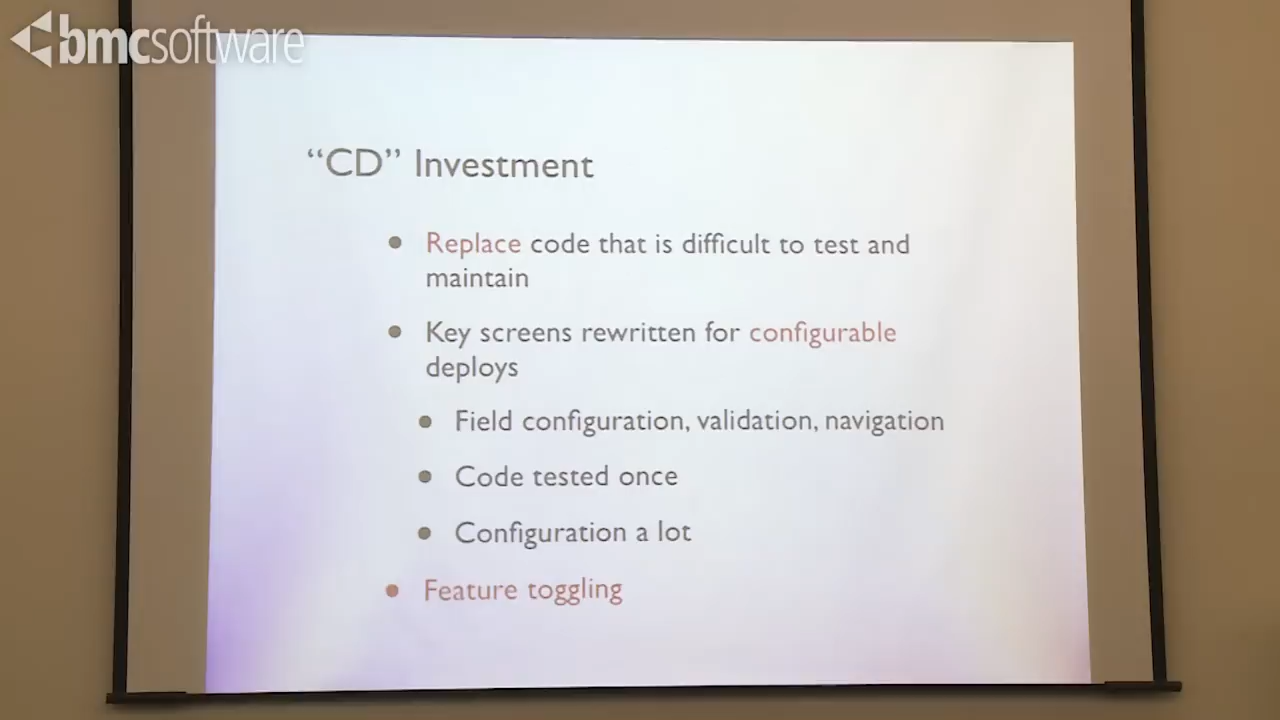 bmcsoftware
“CD” Investment
• Replace code that is difficult to test and
maintain
• Key screens rewritten for configurable
deploys
• Field configuration, validation, navigation
• Code tested once
• Configuration a lot
• Feature toggling